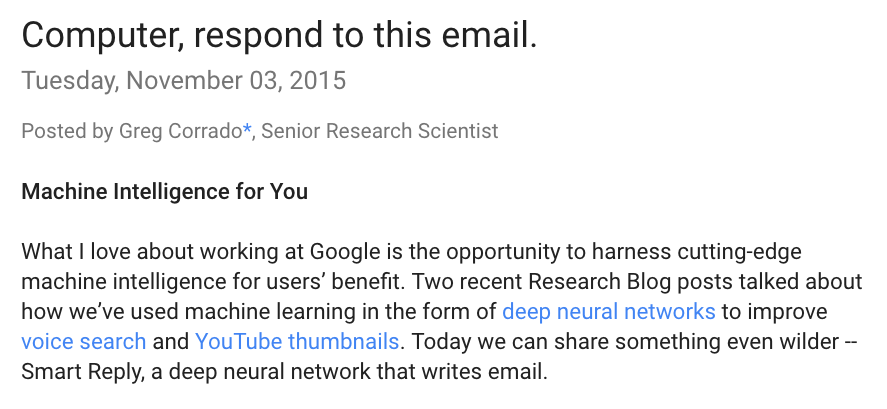 Computer, respond to this email.
Tuesday, November 03, 2015
Posted by Greg Corrado*, Senior Research Scientist
Machine Intelligence for You
What I love about working at Google is the opportunity to harness cutting-edge
machine intelligence for users’ benefit. Two recent Research Blog posts talked about
how we’ve used machine learning in the form of deep neural networks to improve
voice search and YouTube thumbnails. Today we can share something even wilder --
Smart Reply, a deep neural network that writes email.